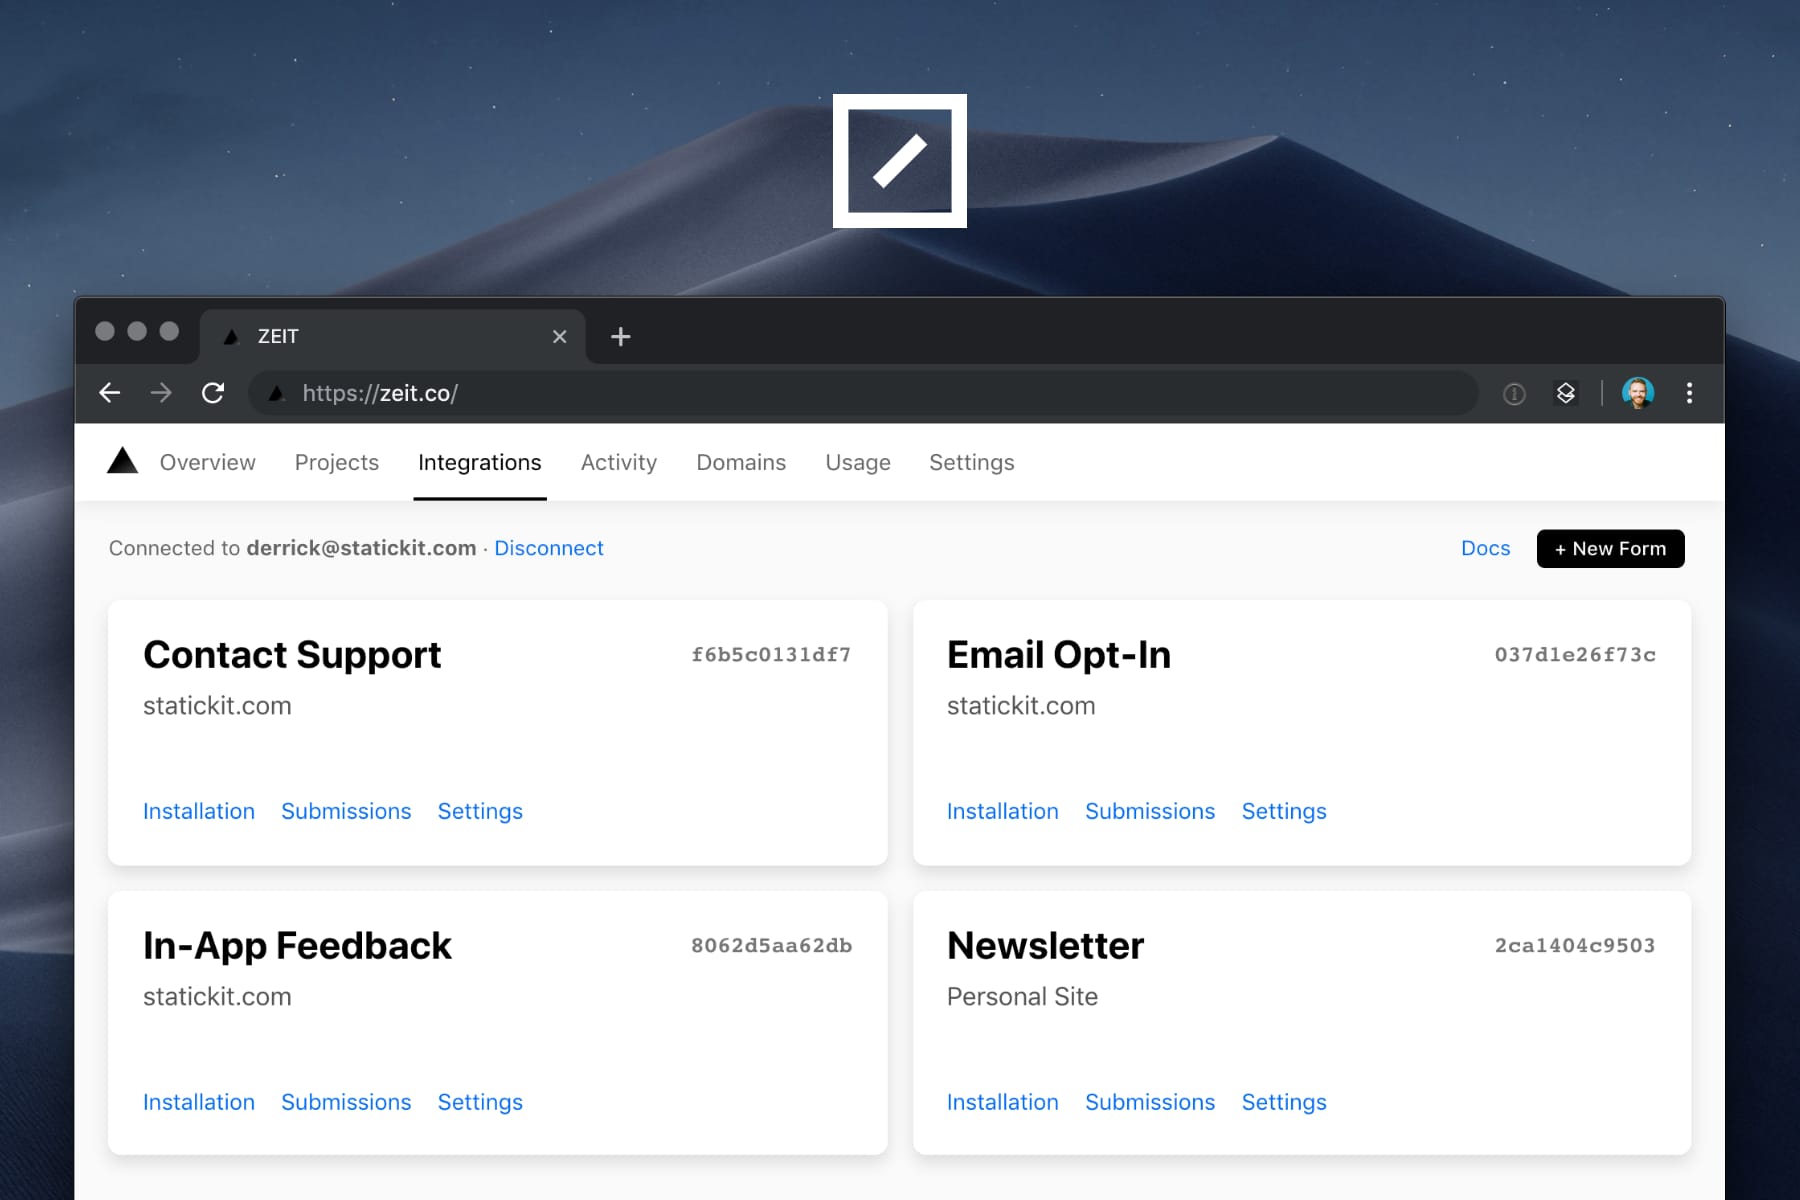 ZEIT
https://zeit.co/
Overview Projects Integrations Activity Domains Usage Settings
Connected to derrick@statickit.com · Disconnect
Docs + New Form
Contact Support f6b5c0131df7
statickit.com
Installation Submissions Settings
Email Opt-In 037d1e26f73c
statickit.com
Installation Submissions Settings
In-App Feedback 8062d5aa62db
statickit.com
Installation Submissions Settings
Newsletter 2ca1404c9503
Personal Site
Installation Submissions Settings